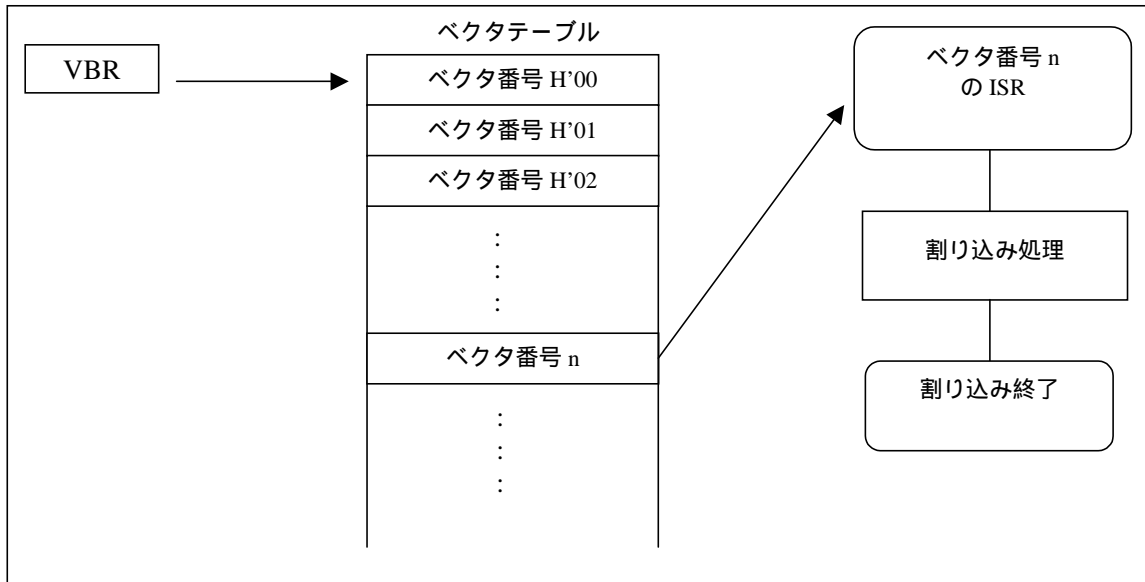 VBR
ベクタテーブル
ベクタ番号 H'00
ベクタ番号 H'01
ベクタ番号 H'02
:
:
:
ベクタ番号 n
:
:
:
ベクタ番号 n
の ISR
割り込み処理
割り込み終了